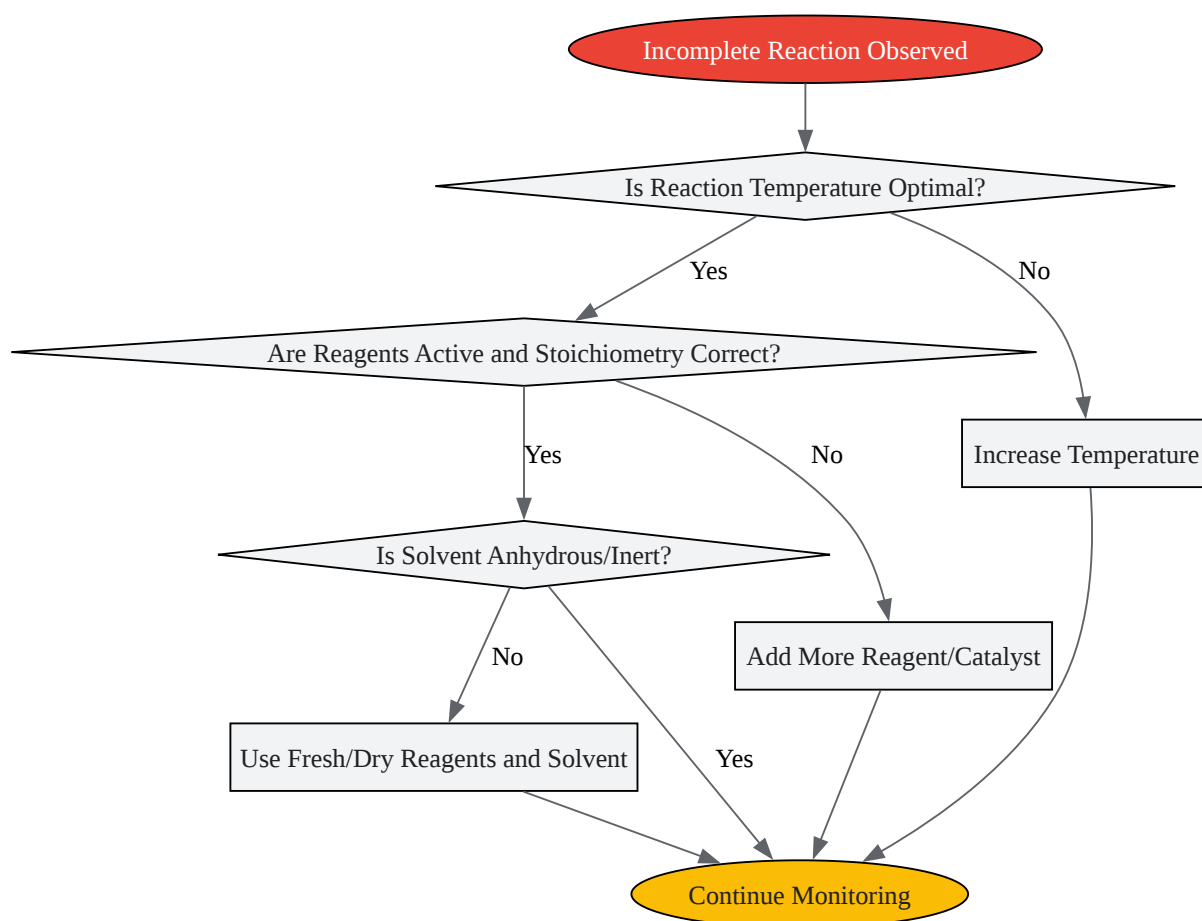 Incomplete Reaction Observed
Is Reaction Temperature Optimal?
Yes
No
Are Reagents Active and Stoichiometry Correct?
Increase Temperature
Yes
No
Is Solvent Anhydrous/Inert?
No
Add More Reagent/Catalyst
Use Fresh/Dry Reagents and Solvent
Yes
Continue Monitoring